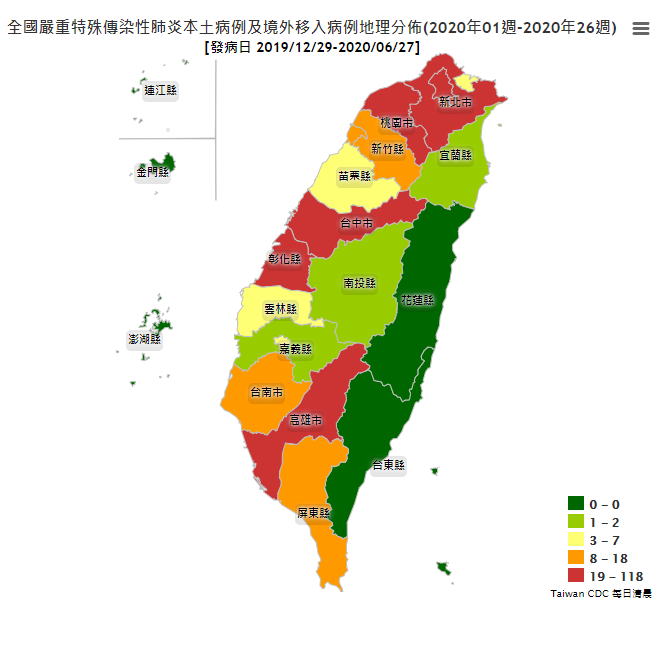 全國嚴重特殊傳染性肺炎本土病例及境外移入病例地理分佈(2020年01週-2020年26週)
[發病日 2019/12/29-2020/06/27]
連江縣
新北市
桃園市
新竹縣
宜蘭縣
金門縣
苗栗縣
台中市
彰化縣
南投縣
花蓮縣
雲林縣
澎湖縣
嘉義縣
台南市
高雄市
台東縣
屏東縣
0 – 0
1 – 2
3 – 7
8 – 18
19 – 118
Taiwan CDC 每日清晨